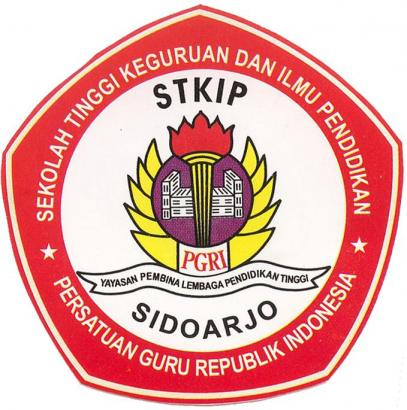 SEKOLAH TINGGI KEGURUAN DAN ILMU PENDIDIKAN
STKIP
PGRI
YAYASAN PEMBINA LEMBAGA PENDIDIKAN TINGGI
SIDOARJO
PERSATUAN GURU REPUBLIK INDONESIA